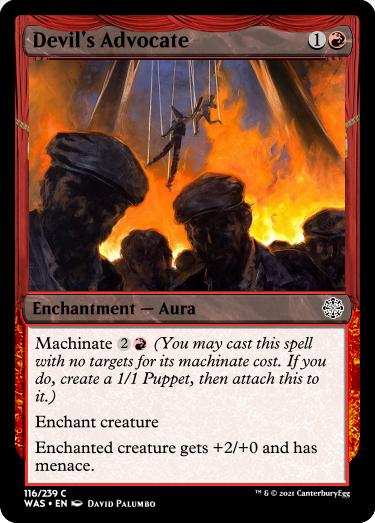 Devil's Advocate 1
Enchantment — Aura
Machinate 2 (You may cast this spell
with no targets for its machinate cost. If you
do, create a 1/1 Puppet, then attach this to
it.)
Enchant creature
Enchanted creature gets +2/+0 and has
menace.
116/239 C
WAS • EN DAVID PALUMBO
™ & © 2021 CanterburyEgg